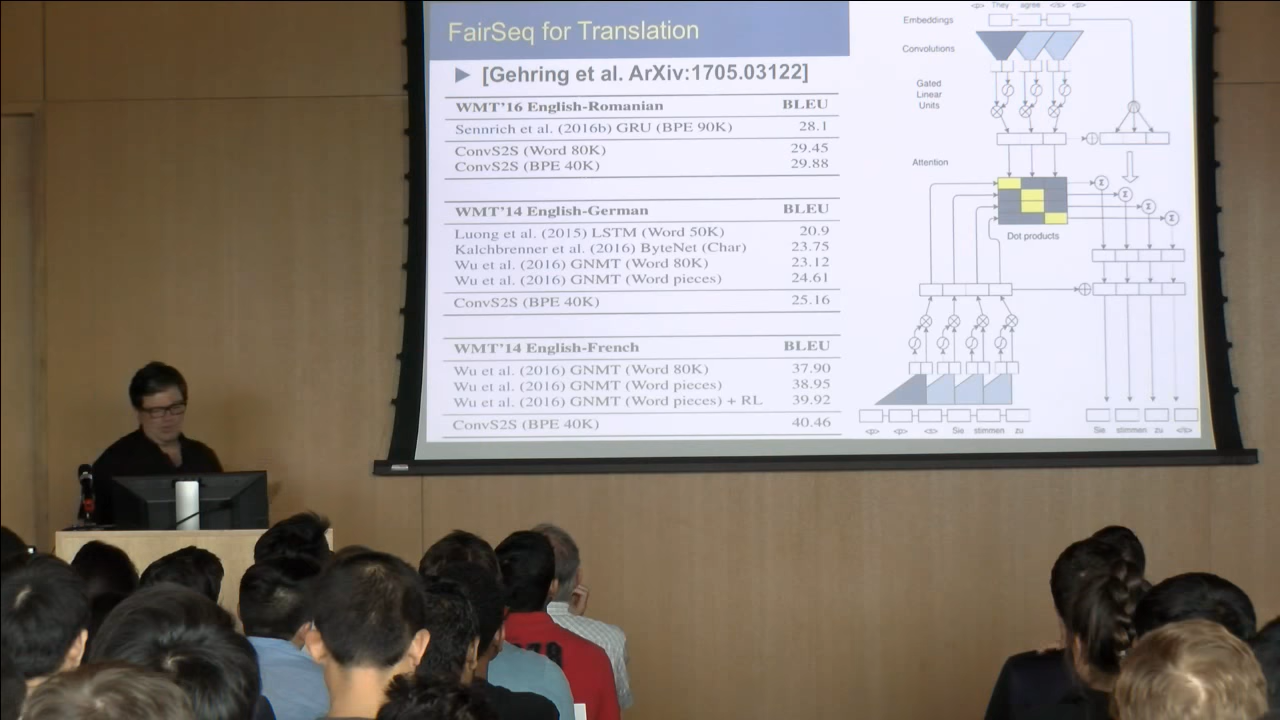 FairSeq for Translation
► [Gehring et al. ArXiv:1705.03122]
WMT'16 English-Romanian BLEU
Sennrich et al. (2016b) GRU (BPE 90K) 28.1
ConvS2S (Word 80K) 29.45
ConvS2S (BPE 40K) 29.88
WMT'14 English-German BLEU
Luong et al. (2015) LSTM (Word 50K) 20.9
Kalchbrenner et al. (2016) ByteNet (Char) 23.75
Wu et al. (2016) GNMT (Word 80K) 23.12
Wu et al. (2016) GNMT (Word pieces) 24.61
ConvS2S (BPE 40K) 25.16
WMT'14 English-French BLEU
Wu et al. (2016) GNMT (Word 80K) 37.90
Wu et al. (2016) GNMT (Word pieces) 38.95
Wu et al. (2016) GNMT (Word pieces) + RL 39.92
ConvS2S (BPE 40K) 40.46
<p> They agree </s> <p>
Embeddings
Convolutions
Gated
Linear
Units
Attention
Σ
Σ
Σ
Σ
Dot products
<p> <p> <s> Sie stimmen zu
Sie stimmen zu </s>